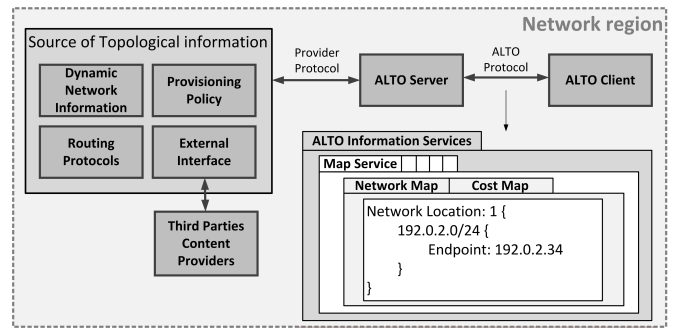 Network region
Source of Topological information
Dynamic
Network
Information
Provisioning
Policy
Routing
Protocols
External
Interface
Third Parties
Content
Providers
Provider
Protocol
ALTO Server
ALTO
Protocol
ALTO Client
ALTO Information Services
Map Service
Network Map
Cost Map
Network Location: 1 {
192.0.2.0/24 {
Endpoint: 192.0.2.34
}
}